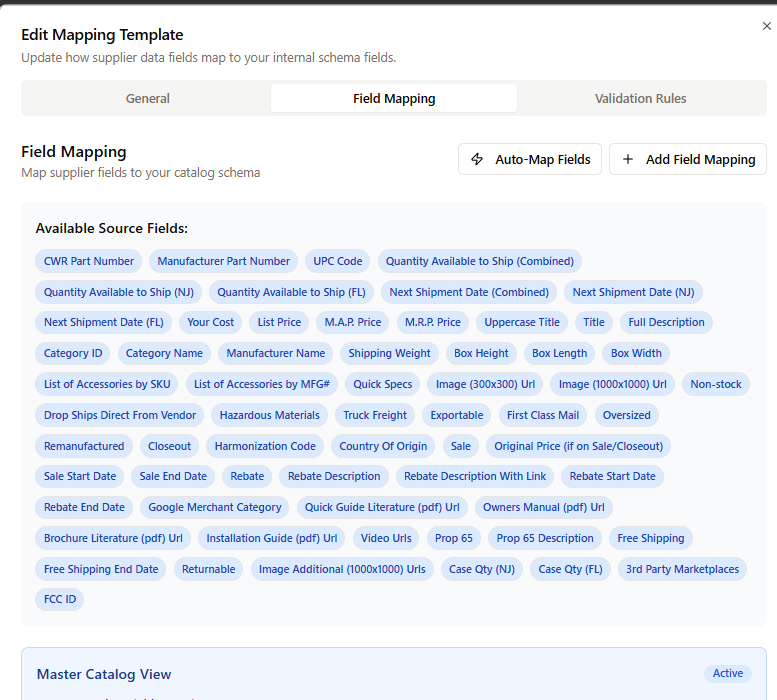 Edit Mapping Template
Update how supplier data fields map to your internal schema fields.
General Field Mapping Validation Rules
Field Mapping
Map supplier fields to your catalog schema
Auto-Map Fields Add Field Mapping
Available Source Fields:
CWR Part Number Manufacturer Part Number UPC Code Quantity Available to Ship (Combined)
Quantity Available to Ship (NJ) Quantity Available to Ship (FL) Next Shipment Date (Combined) Next Shipment Date (NJ)
Next Shipment Date (FL) Your Cost List Price M.A.P. Price M.R.P. Price Uppercase Title Title Full Description
Category ID Category Name Manufacturer Name Shipping Weight Box Height Box Length Box Width
List of Accessories by SKU List of Accessories by MFG# Quick Specs Image (300x300) Url Image (1000x1000) Url Non-stock
Drop Ships Direct From Vendor Hazardous Materials Truck Freight Exportable First Class Mail Oversized
Remanufactured Closeout Harmonization Code Country Of Origin Sale Original Price (if on Sale/Closeout)
Sale Start Date Sale End Date Rebate Rebate Description Rebate Description With Link Rebate Start Date
Rebate End Date Google Merchant Category Quick Guide Literature (pdf) Url Owners Manual (pdf) Url
Brochure Literature (pdf) Url Installation Guide (pdf) Url Video Urls Prop 65 Prop 65 Description Free Shipping
Free Shipping End Date Returnable Image Additional (1000x1000) Urls Case Qty (NJ) Case Qty (FL) 3rd Party Marketplaces
FCC ID
Master Catalog View Active